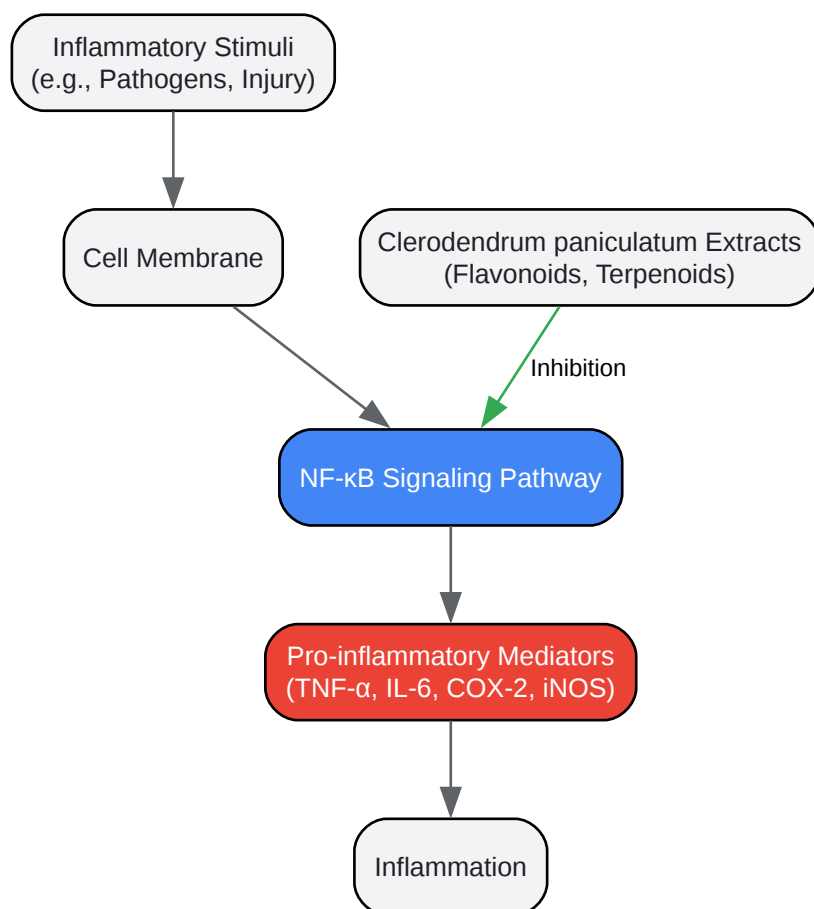 Inflammatory Stimuli
(e.g., Pathogens, Injury)
Cell Membrane
Clerodendrum paniculatum Extracts
(Flavonoids, Terpenoids)
Inhibition
NF-κB Signaling Pathway
Pro-inflammatory Mediators
(TNF-α, IL-6, COX-2, iNOS)
Inflammation